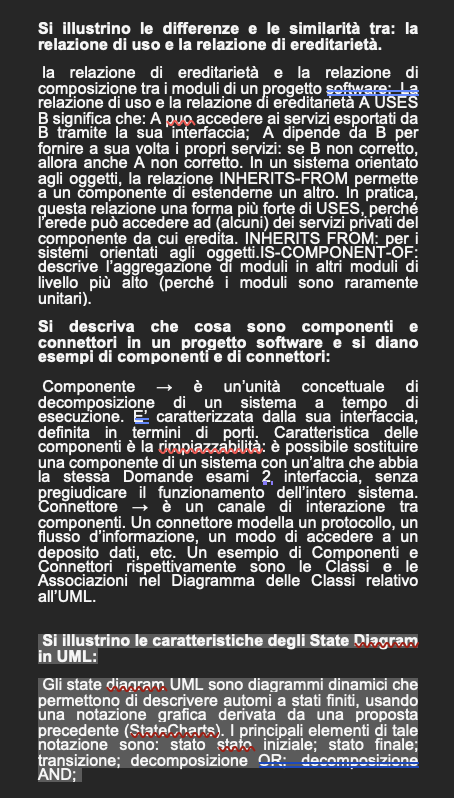 Si illustrino le differenze e le similarità tra: la
relazione di uso e la relazione di ereditarietà.
la relazione di ereditarietà e la relazione di
composizione tra i moduli di un progetto software: La
relazione di uso e la relazione di ereditarietà A USES
B significa che: A puo accedere ai servizi esportati da
B tramite la sua interfaccia; A dipende da B per
fornire a sua volta i propri servizi: se B non corretto,
allora anche A non corretto. In un sistema orientato
agli oggetti, la relazione INHERITS-FROM permette
a un componente di estenderne un altro. In pratica,
questa relazione una forma più forte di USES, perché
l'erede può accedere ad (alcuni) dei servizi privati del
componente da cui eredita. INHERITS FROM: per i
sistemi orientati agli oggetti.IS-COMPONENT-OF:
descrive l'aggregazione di moduli in altri moduli di
livello più alto (perché i moduli sono raramente
unitari).
Si descriva che cosa sono componenti e
connettori in un progetto software e si diano
esempi di componenti e di connettori:
Componente → è un'unità concettuale di
decomposizione di un sistema a tempo di
esecuzione. E' caratterizzata dalla sua interfaccia,
definita in termini di porti. Caratteristica delle
componenti è la rimpiazzabilità: è possibile sostituire
una componente di un sistema con un'altra che abbia
la stessa Domande esami 2, interfaccia, senza
pregiudicare il funzionamento dell'intero sistema.
Connettore → è un canale di interazione tra
componenti. Un connettore modella un protocollo, un
flusso d'informazione, un modo di accedere a un
deposito dati, etc. Un esempio di Componenti e
Connettori rispettivamente sono le Classi e le
Associazioni nel Diagramma delle Classi relativo
all'UML.
Si illustrino le caratteristiche degli State Diagram
in UML:
Gli state diagram UML sono diagrammi dinamici che
permettono di descrivere automi a stati finiti, usando
una notazione grafica derivata da una proposta
precedente (StateCharts). I principali elementi di tale
notazione sono: stato stato iniziale; stato finale;
transizione; decomposizione OR: decomposizione
AND;